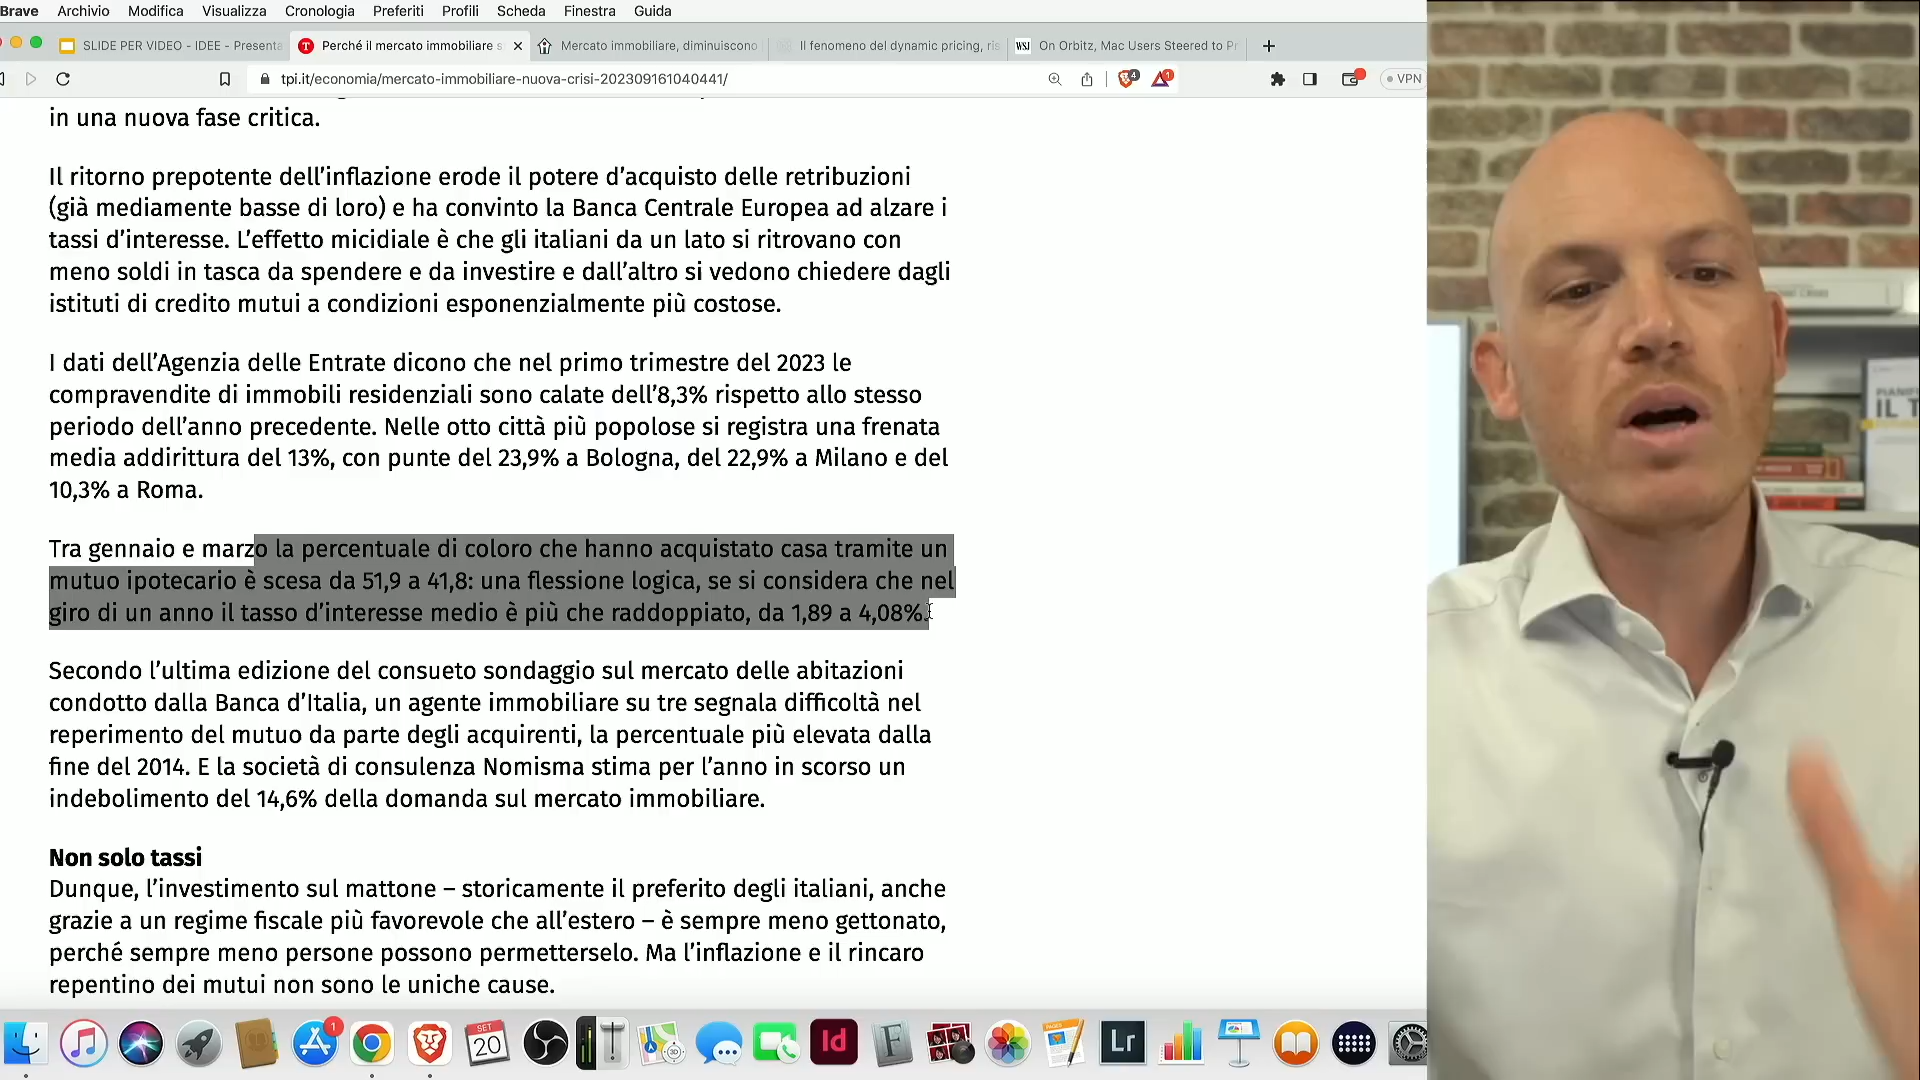 Brave Archivio Modifica Visualizza Cronologia Preferiti Profili Scheda Finestra Guida
SLIDE PER VIDEO - IDEE - Presenta
Perché il mercato immobiliare s
Mercato immobiliare, diminuiscono
Il fenomeno del dynamic pricing, ris
WSJ On Orbitz, Mac Users Steered to Pr
tpi.it/economia/mercato-immobiliare-nuova-crisi-202309161040441/
4
1
VPN
in una nuova fase critica.
Il ritorno prepotente dell’inflazione erode il potere d’acquisto delle retribuzioni
(già mediamente basse di loro) e ha convinto la Banca Centrale Europea ad alzare i
tassi d’interesse. L’effetto micidiale è che gli italiani da un lato si ritrovano con
meno soldi in tasca da spendere e da investire e dall’altro si vedono chiedere dagli
istituti di credito mutui a condizioni esponenzialmente più costose.
I dati dell’Agenzia delle Entrate dicono che nel primo trimestre del 2023 le
compravendite di immobili residenziali sono calate dell’8,3% rispetto allo stesso
periodo dell’anno precedente. Nelle otto città più popolose si registra una frenata
media addirittura del 13%, con punte del 23,9% a Bologna, del 22,9% a Milano e del
10,3% a Roma.
Tra gennaio e marzo la percentuale di coloro che hanno acquistato casa tramite un
mutuo ipotecario è scesa da 51,9 a 41,8: una flessione logica, se si considera che nel
giro di un anno il tasso d’interesse medio è più che raddoppiato, da 1,89 a 4,08%.
Secondo l’ultima edizione del consueto sondaggio sul mercato delle abitazioni
condotto dalla Banca d’Italia, un agente immobiliare su tre segnala difficoltà nel
reperimento del mutuo da parte degli acquirenti, la percentuale più elevata dalla
fine del 2014. E la società di consulenza Nomisma stima per l’anno in scorso un
indebolimento del 14,6% della domanda sul mercato immobiliare.
Non solo tassi
Dunque, l’investimento sul mattone – storicamente il preferito degli italiani, anche
grazie a un regime fiscale più favorevole che all’estero – è sempre meno gettonato,
perché sempre meno persone possono permetterselo. Ma l’inflazione e il rincaro
repentino dei mutui non sono le uniche cause.
1
SET
20
3D
Id
F
PAGES
Lr
PIANIF
IL T